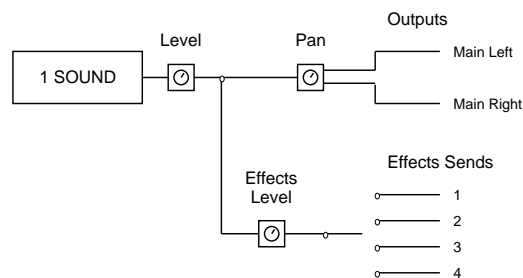 Outputs
Level
Pan
Main Left
1 SOUND
Main Right
Effects Sends
Effects
Level
1
2
3
4